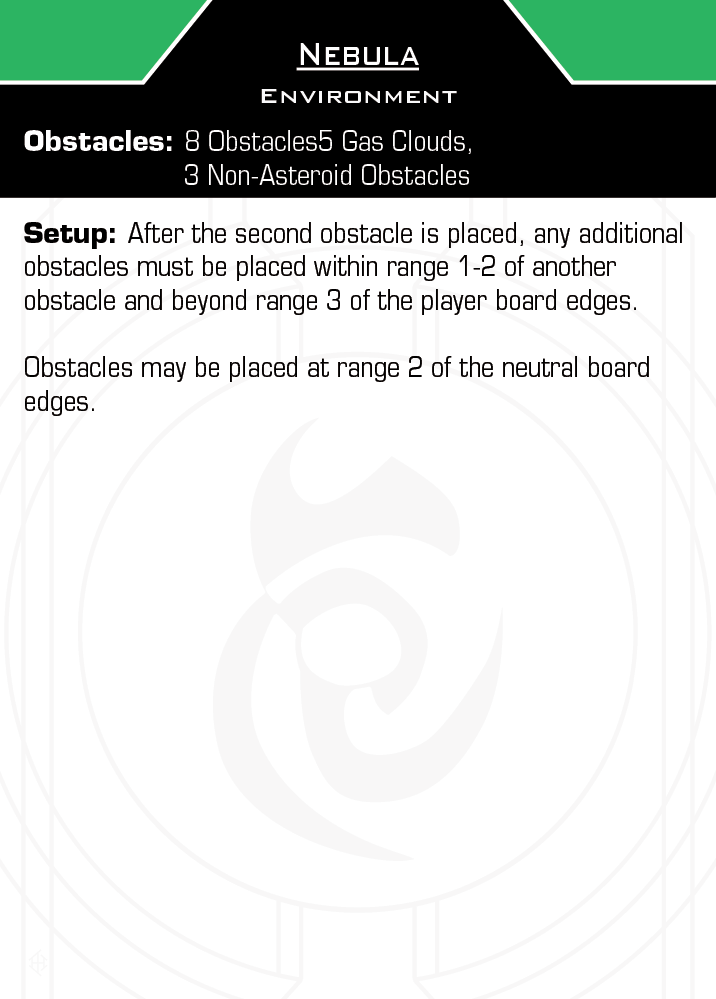 Nebula
Environment
Obstacles: 8 Obstacles5 Gas Clouds,
3 Non-Asteroid Obstacles
Setup: After the second obstacle is placed, any additional
obstacles must be placed within range 1-2 of another
obstacle and beyond range 3 of the player board edges.
Obstacles may be placed at range 2 of the neutral board
edges.